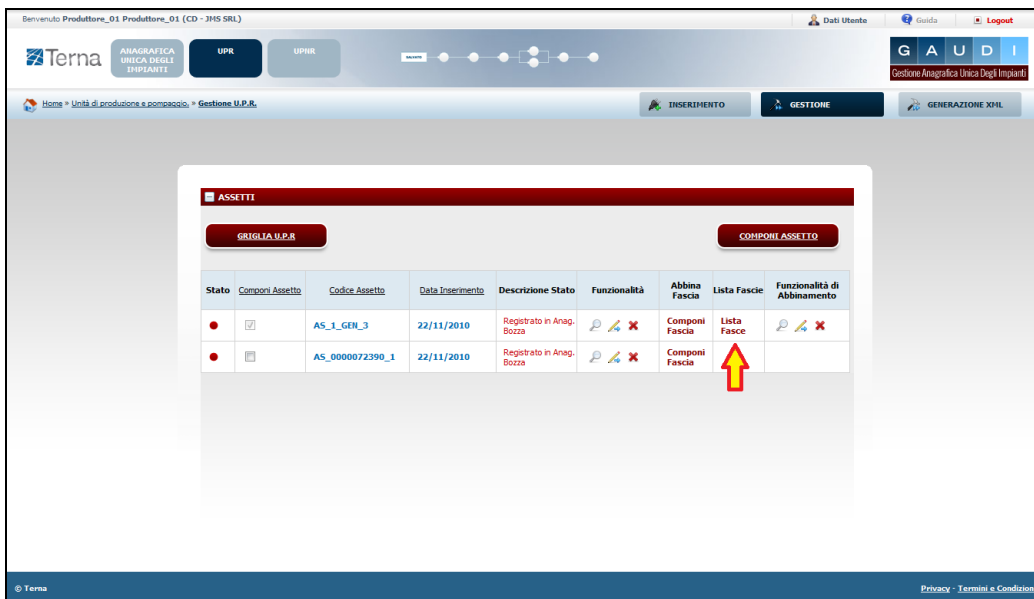 Benvenuto Produttore_01 Produttore_01 (CD - JMS SRL)
Dati Utente
Guida
Logout
Terna
ANAGRAFICA UNICA DEGLI IMPIANTI
UPR
UPNR
GAUDI
Gestione Anagrafica Unica Degli Impianti
Home » Unità di produzione e pompaggio. » Gestione U.P.R.
INSERIMENTO
GESTIONE
GENERAZIONE XML
ASSETTI
GRIGLIA U.P.R
COMPONI ASSETTO
Stato Componi Assetto Codice Assetto Data Inserimento Descrizione Stato Funzionalità Abbina Fascia Lista Fascie Funzionalità di Abbinamento
AS_1_GEN_3 22/11/2010 Registrato in Anag. Bozza Componi Fascia Lista Fasce
AS_0000072390_1 22/11/2010 Registrato in Anag. Bozza Componi Fascia
© Terna
Privacy - Termini e Condizion